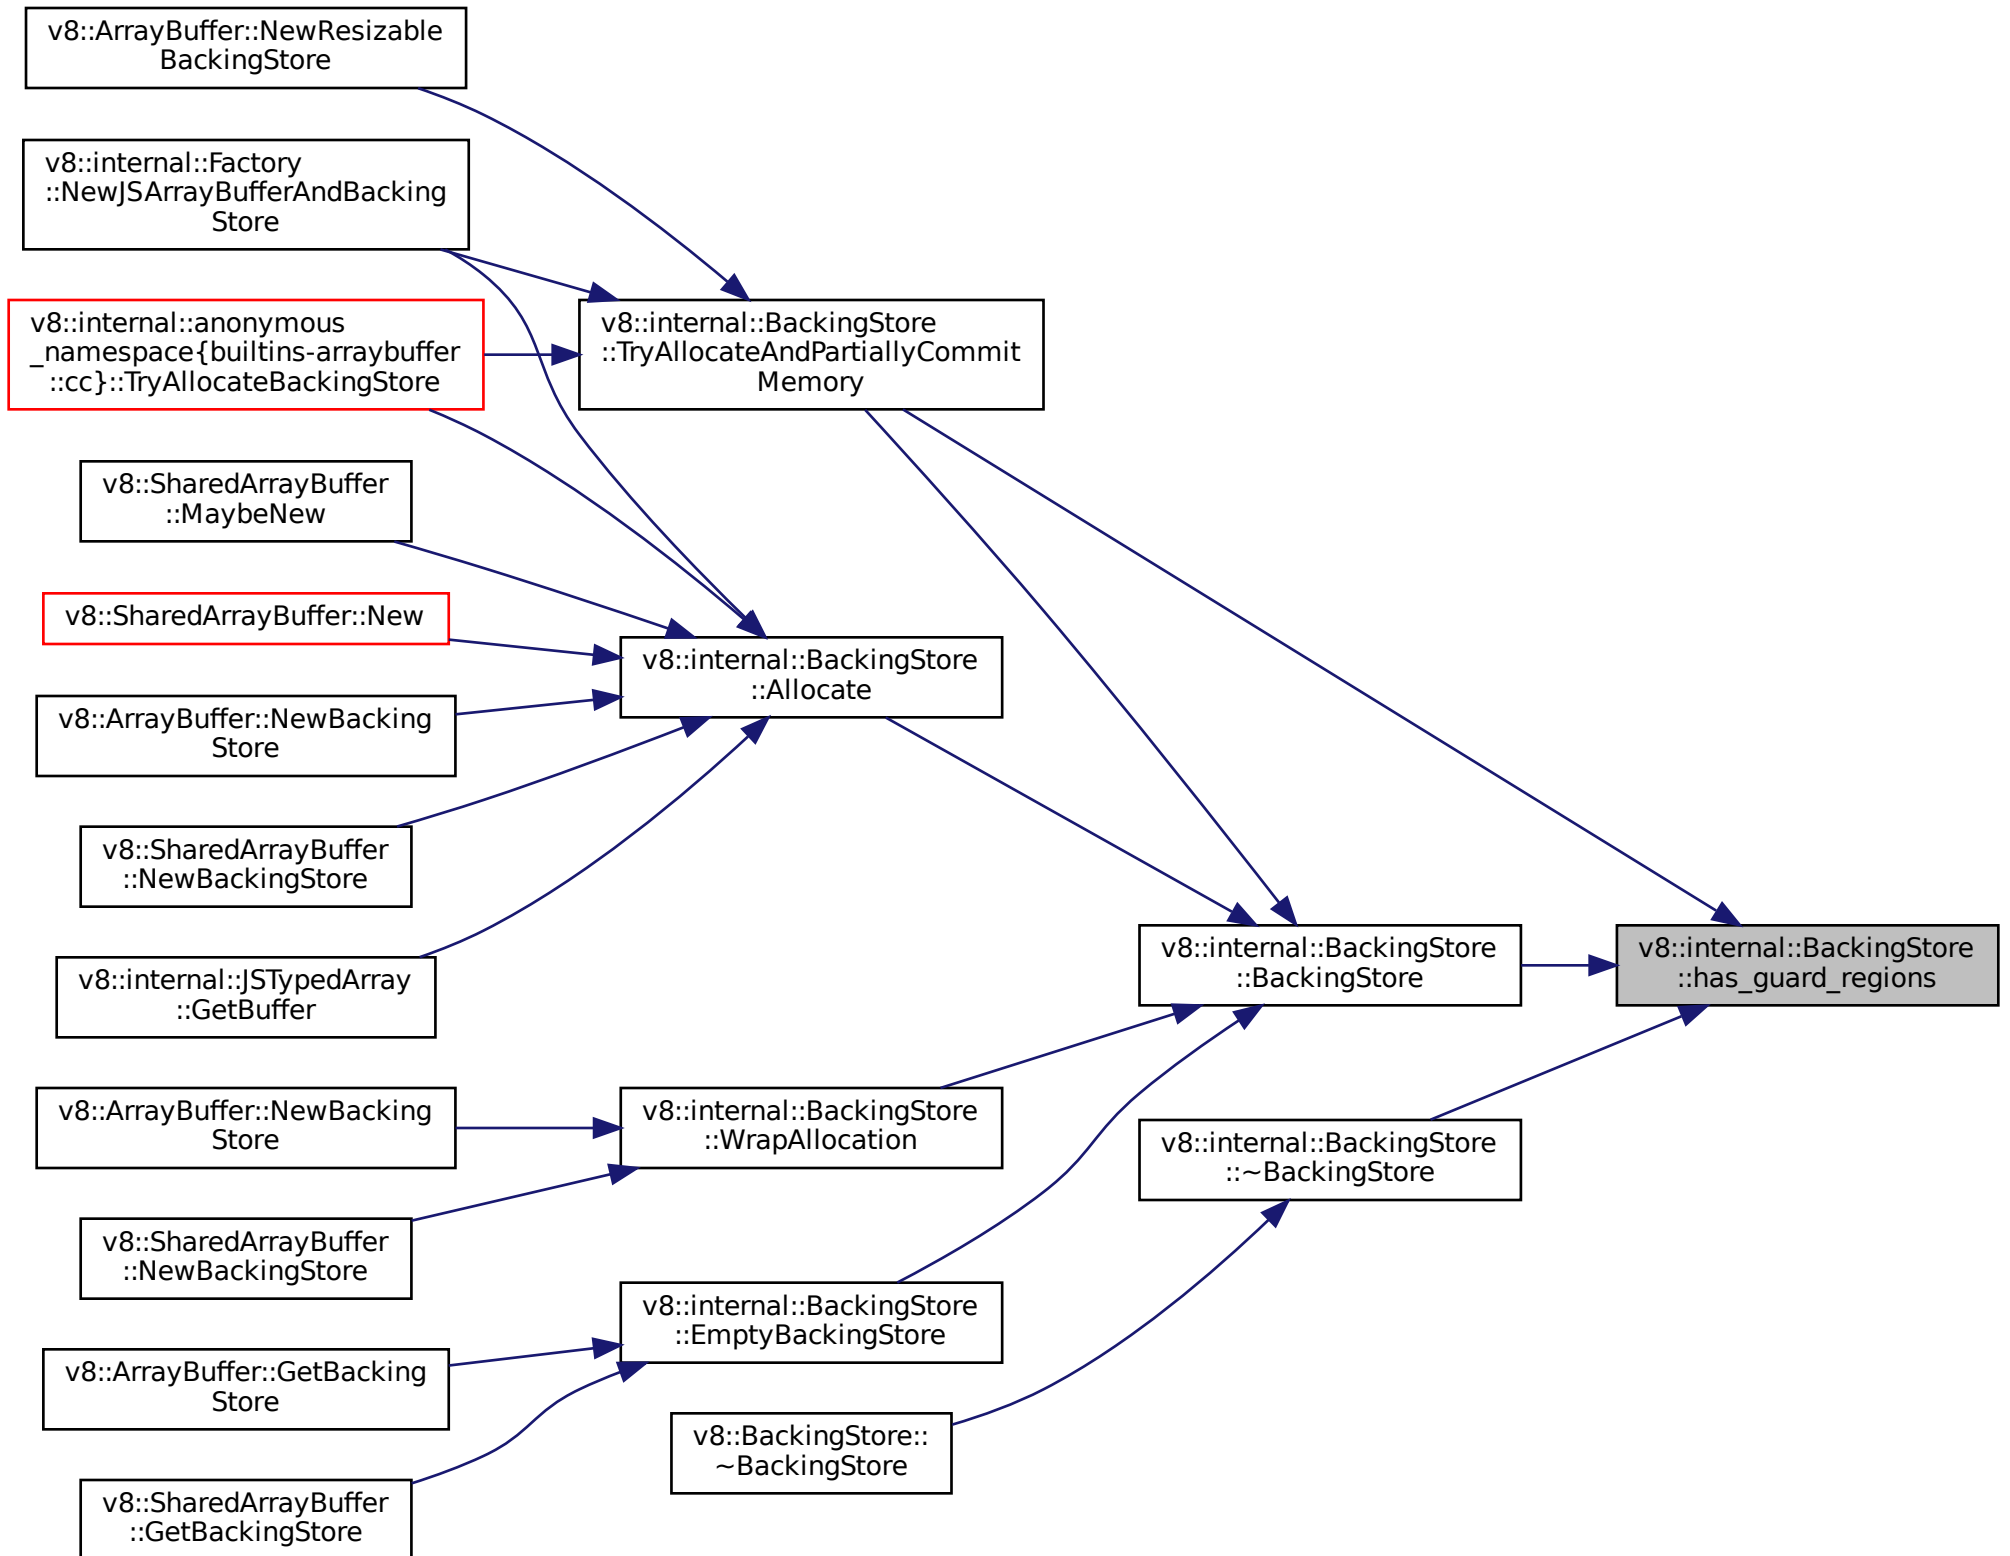 v8::ArrayBuffer::NewResizable
BackingStore
v8::internal::Factory
::NewJSArrayBufferAndBacking
Store
v8::internal::anonymous
_namespace{builtins-arraybuffer
::cc}::TryAllocateBackingStore
v8::internal::BackingStore
::TryAllocateAndPartiallyCommit
Memory
v8::SharedArrayBuffer
::MaybeNew
v8::SharedArrayBuffer::New
v8::internal::BackingStore
::Allocate
v8::ArrayBuffer::NewBacking
Store
v8::SharedArrayBuffer
::NewBackingStore
v8::internal::JSTypedArray
::GetBuffer
v8::internal::BackingStore
::BackingStore
v8::internal::BackingStore
::has_guard_regions
v8::ArrayBuffer::NewBacking
Store
v8::internal::BackingStore
::WrapAllocation
v8::internal::BackingStore
::~BackingStore
v8::SharedArrayBuffer
::NewBackingStore
v8::internal::BackingStore
::EmptyBackingStore
v8::ArrayBuffer::GetBacking
Store
v8::BackingStore::
~BackingStore
v8::SharedArrayBuffer
::GetBackingStore